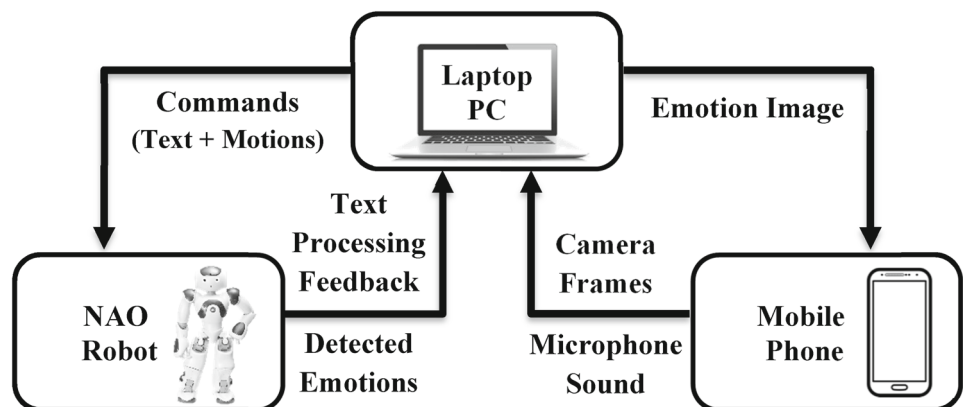 Laptop
PC
Commands
(Text + Motions)
Emotion Image
Text
Processing
Feedback
Camera
Frames
NAO
Robot
Detected
Emotions
Microphone
Sound
Mobile
Phone